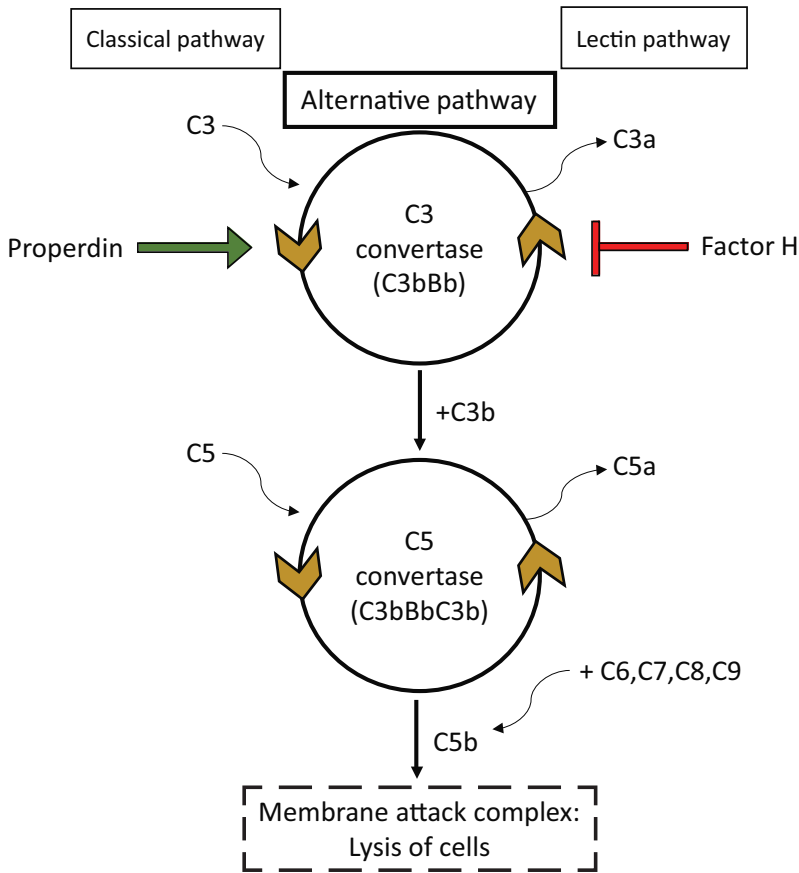 Classical pathway
Lectin pathway
Alternative pathway
C3
C3a
C3
convertase
(C3bBb)
Properdin
Factor H
+C3b
C5
C5a
C5
convertase
(C3bBbC3b)
+ C6,C7,C8,C9
C5b
Membrane attack complex:
Lysis of cells